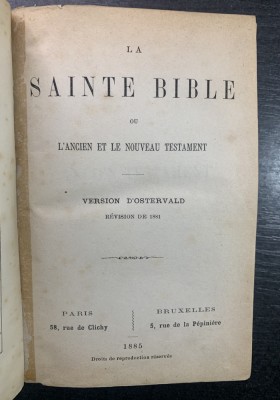 LA
SAINTE BIBLE
OU
L'ANCIEN ET LE NOUVEAU TESTAMENT
VERSION D'OSTERVALD
RÉVISION DE 1881
PARIS
58, rue de Clichy
BRUXELLES
5, rue de la Pépinière
1885
Droits de reproduction réservés